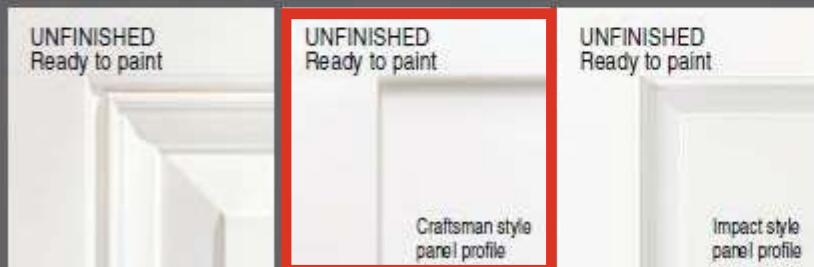 UNFINISHED
Ready to paint
UNFINISHED
Ready to paint
Craftsman style
panel profile
UNFINISHED
Ready to paint
Impact style
panel profile